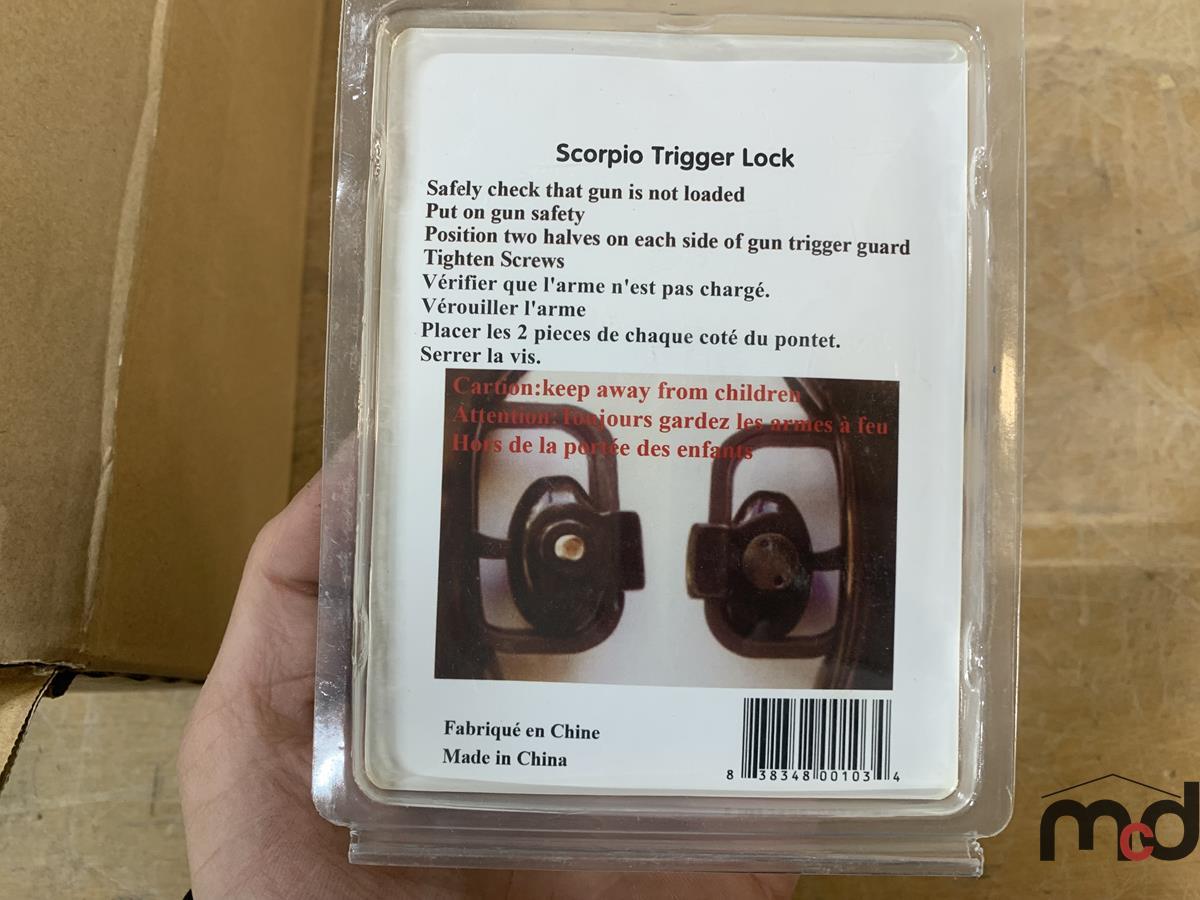 Scorpio Trigger Lock
Safely check that gun is not loaded
Put on gun safety
Position two halves on each side of gun trigger guard
Tighten Screws
Vérifier que l'arme n'est pas chargé.
Vérouiller l'arme
Placer les 2 pieces de chaque coté du pontet.
Serrer la vis.
Cartion:keep away from children
Attention:Toujours gardez les armes à feu
Hors de la portée des enfants
Fabriqué en Chine
Made in China
8 38348 00103 4
mcd